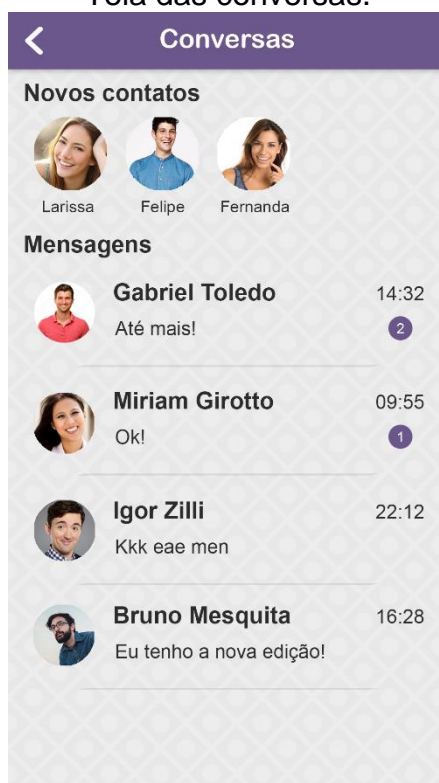 Tela das conversas.
Conversas
Novos contatos
Larissa Felipe Fernanda
Mensagens
Gabriel Toledo 14:32
Até mais! 2
Miriam Girotto 09:55
Ok! 1
Igor Zilli 22:12
Kkk eae men
Bruno Mesquita 16:28
Eu tenho a nova edição!